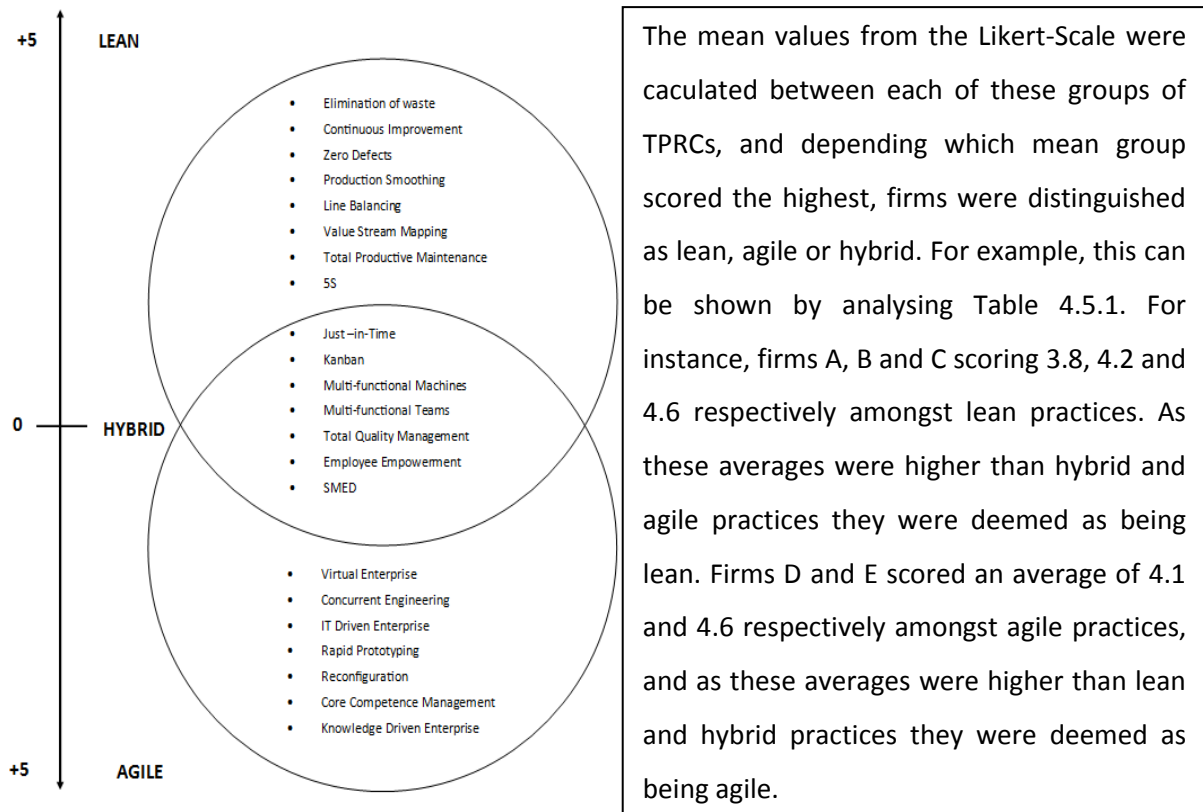 +5 LEAN
• Elimination of waste
• Continuous Improvement
• Zero Defects
• Production Smoothing
• Line Balancing
• Value Stream Mapping
• Total Productive Maintenance
• 5S
• Just –in-Time
• Kanban
• Multi-functional Machines
• Multi-functional Teams
0 HYBRID
• Total Quality Management
• Employee Empowerment
• SMED
• Virtual Enterprise
• Concurrent Engineering
• IT Driven Enterprise
• Rapid Prototyping
• Reconfiguration
• Core Competence Management
• Knowledge Driven Enterprise
+5 AGILE
The mean values from the Likert-Scale were
caculated between each of these groups of
TPRCs, and depending which mean group
scored the highest, firms were distinguished
as lean, agile or hybrid. For example, this can
be shown by analysing Table 4.5.1. For
instance, firms A, B and C scoring 3.8, 4.2 and
4.6 respectively amongst lean practices. As
these averages were higher than hybrid and
agile practices they were deemed as being
lean. Firms D and E scored an average of 4.1
and 4.6 respectively amongst agile practices,
and as these averages were higher than lean
and hybrid practices they were deemed as
being agile.